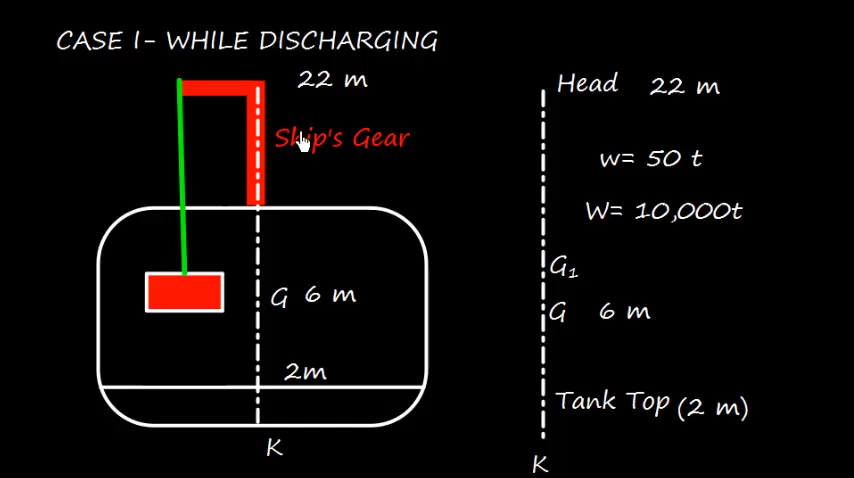 CASE I- WHILE DISCHARGING
22 m
Ship's Gear
G 6 m
2m
K
Head 22 m
w= 50 t
W= 10,000t
G1
G 6 m
Tank Top (2 m)
K